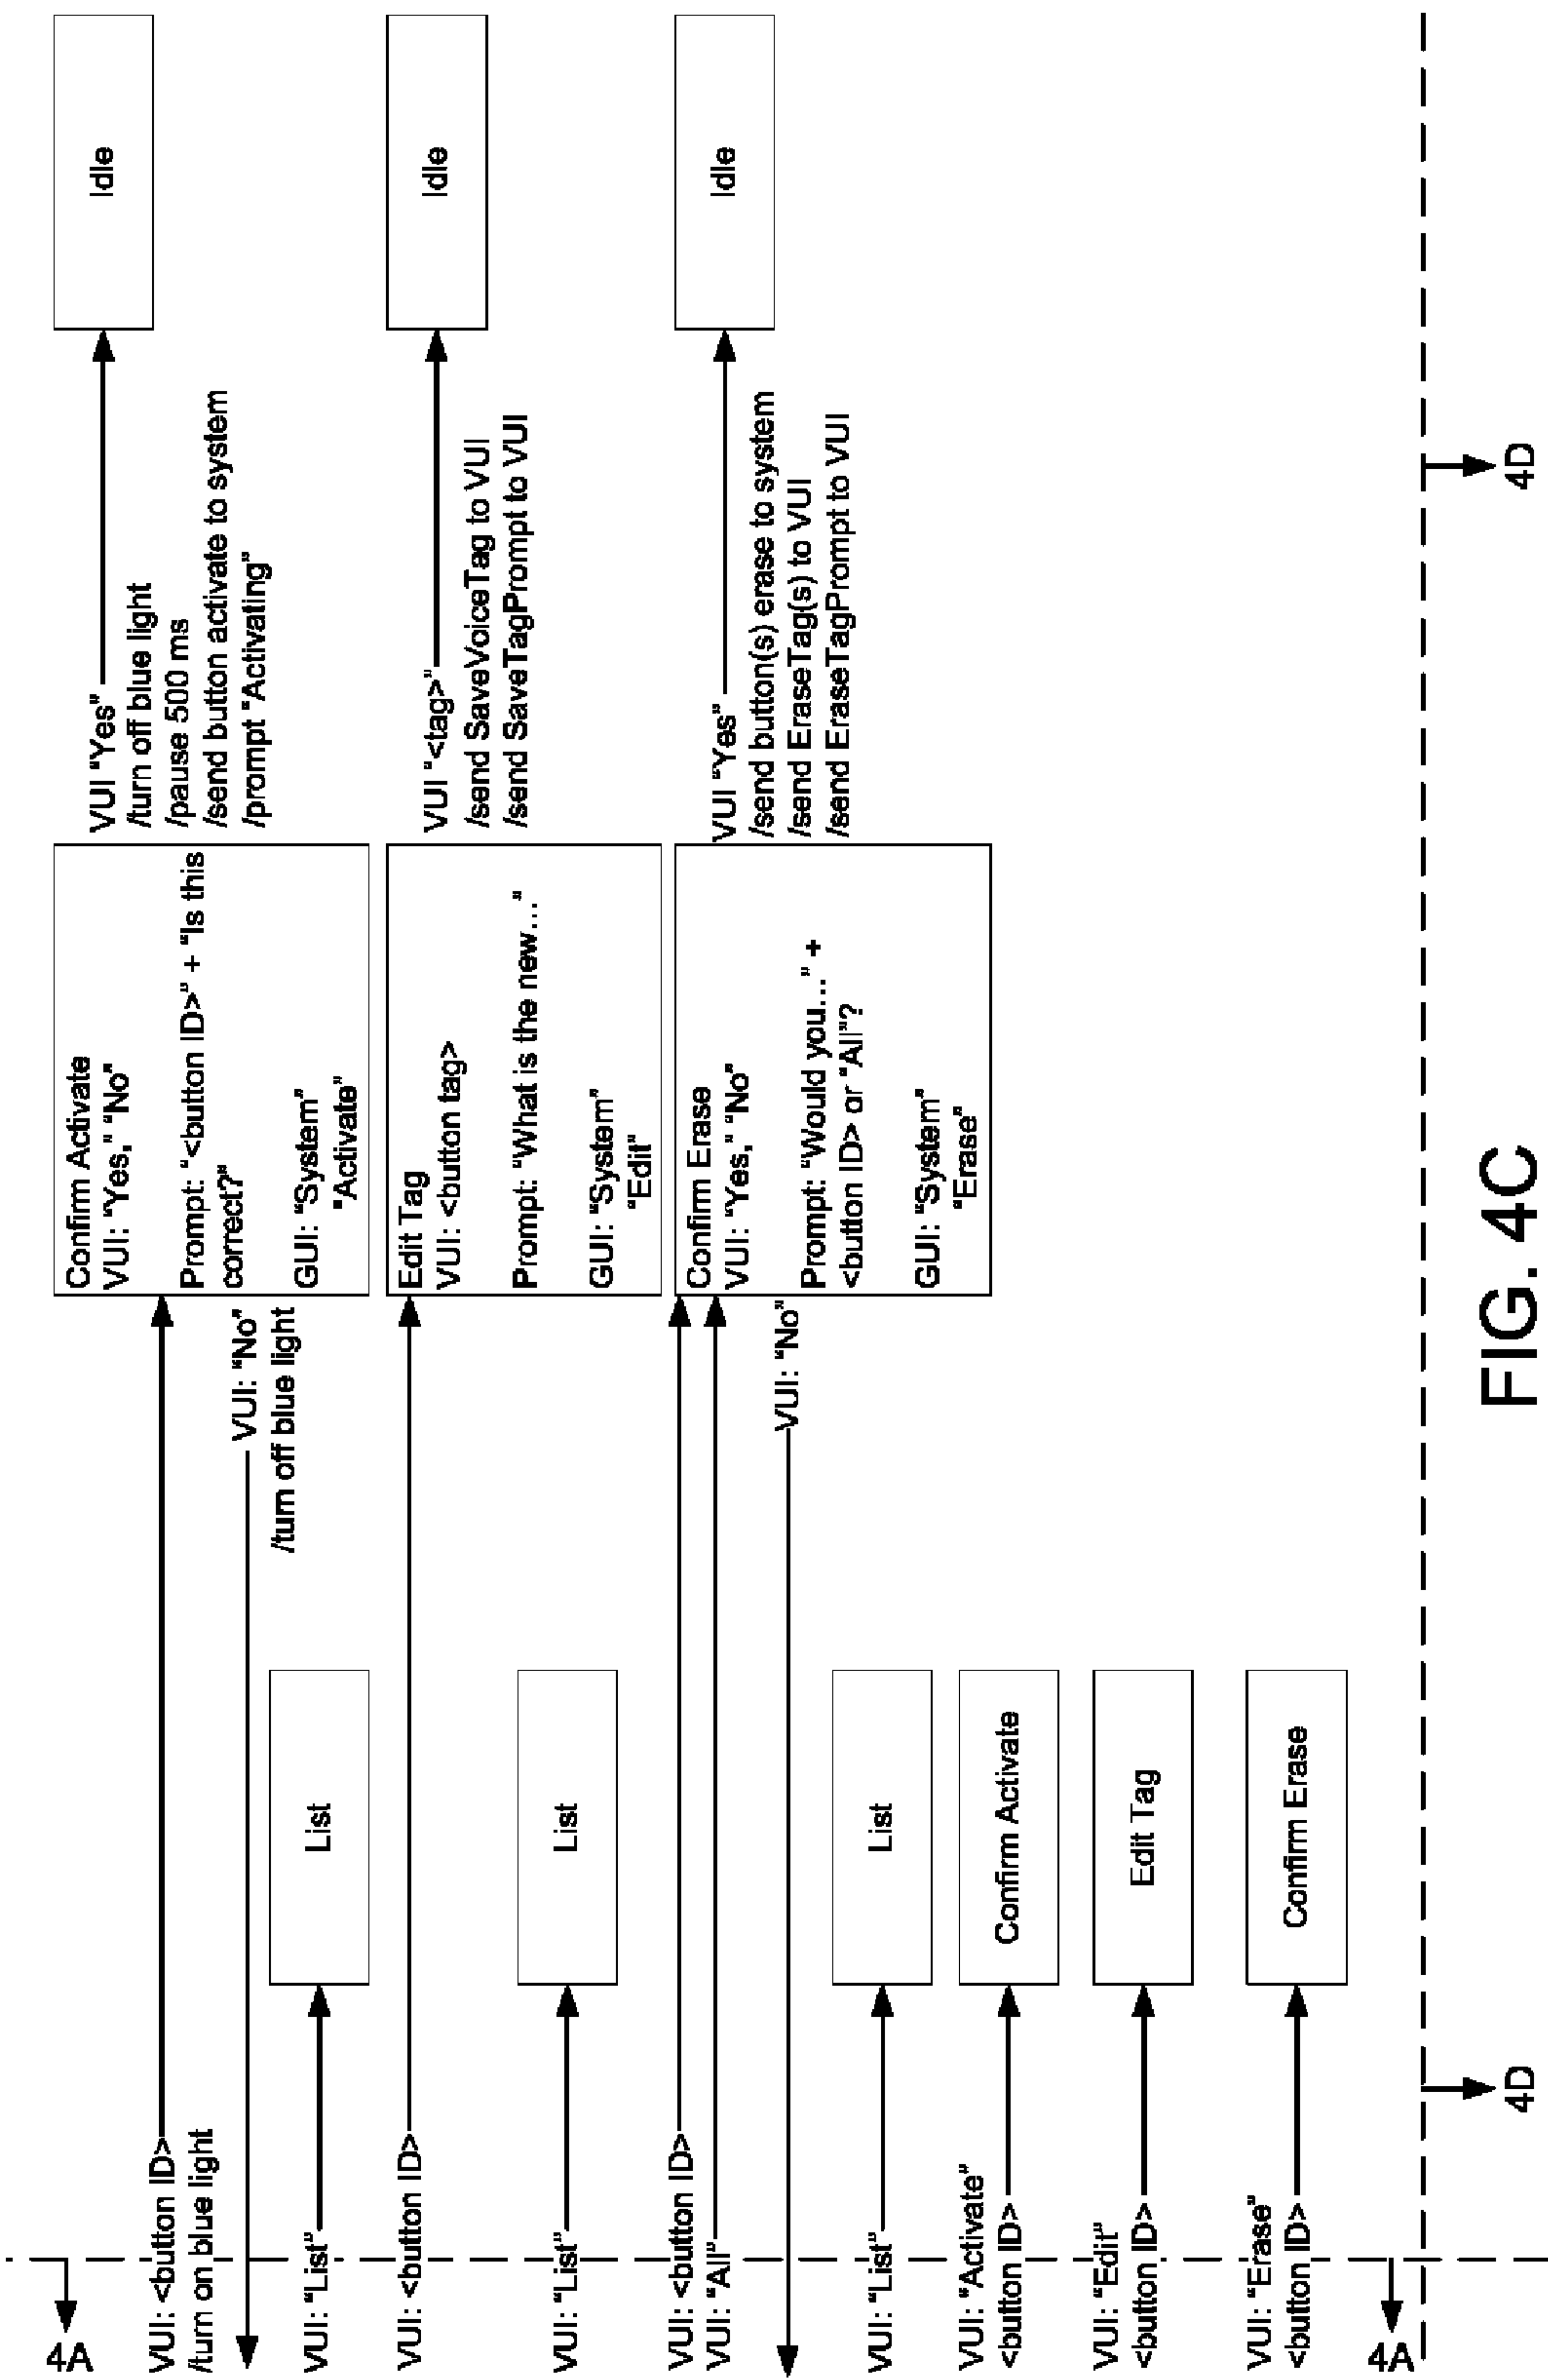 4A
VUI: <button ID>
/turn on blue light
VUI: “No”
/turn off blue light
Confirm Activate
VUI: “Yes,” “No”
Prompt: “<button ID>” + “Is this
correct?”
GUI: “System”
“Activate”
VUI “Yes”
/turn off blue light
/pause 500 ms
/send button activate to system
/prompt “Activating”
Idle
VUI: “List”
List
VUI: <button ID>
Edit Tag
VUI: <button tag>
Prompt: “What is the new…”
GUI: “System”
“Edit”
VUI “<tag>”
/send SaveVoiceTag to VUI
/send SaveTagPrompt to VUI
Idle
VUI: “List”
List
VUI: <button ID>
VUI: “All”
VUI: “No”
Confirm Erase
VUI: “Yes,” “No”
Prompt: “Would you…” +
<button ID> or “All”?
GUI: “System”
“Erase”
VUI “Yes”
/send button(s) erase to system
/send EraseTag(s) to VUI
/send EraseTagPrompt to VUI
Idle
VUI: “List”
List
VUI: “Activate”
<button ID>
Confirm Activate
VUI: “Edit”
<button ID>
Edit Tag
VUI: “Erase”
<button ID>
Confirm Erase
4A
4D
4D
FIG. 4C